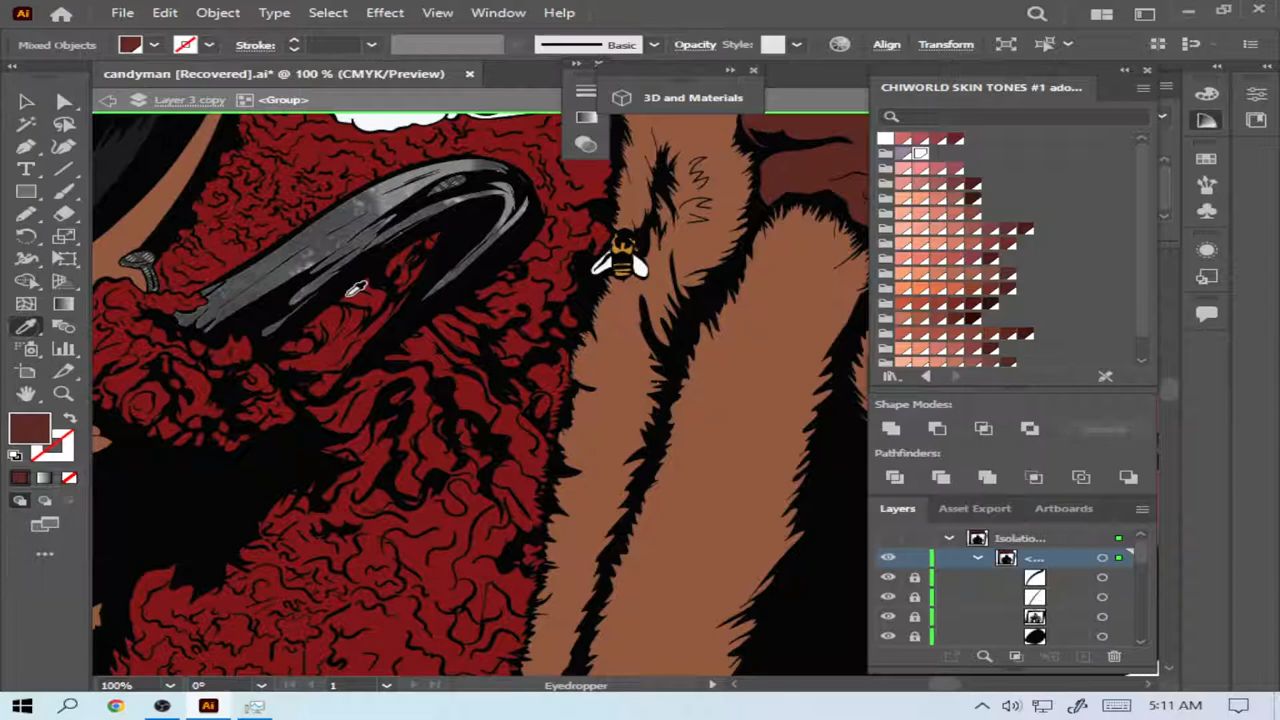 Ai File Edit Object Type Select Effect View Window Help
Mixed Objects Stroke: Basic Opacity Style: Align Transform
candyman [Recovered].ai* @ 100 % (CMYK/Preview)
Layer 3 copy <Group>
3D and Materials
CHIWORLD SKIN TONES #1 ado...
Shape Modes:
Pathfinders:
Layers Asset Export Artboards
Isolatio...
<...
100% 0° 1 Eyedropper
Ai 5:11 AM